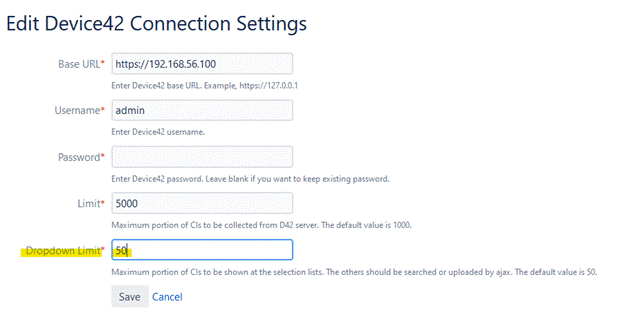 Edit Device42 Connection Settings
Base URL* https://192.168.56.100
Enter Device42 base URL. Example, https://127.0.0.1
Username* admin
Enter Device42 username.
Password*
Enter Device42 password. Leave blank if you want to keep existing password.
Limit* 5000
Maximum portion of CIs to be collected from D42 server. The default value is 1000.
Dropdown Limit* 50
Maximum portion of CIs to be shown at the selection lists. The others should be searched or uploaded by ajax. The default value is 50.
Save Cancel